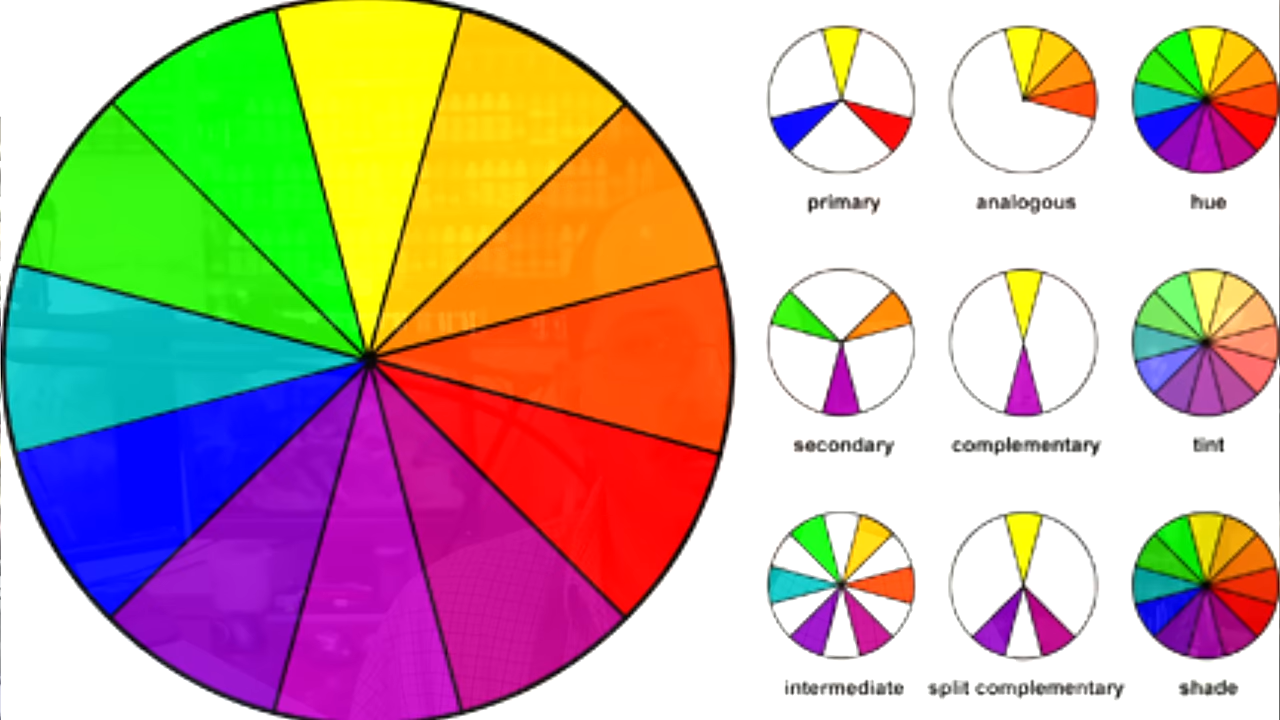 primary
analogous
hue
secondary
complementary
tint
intermediate
split complementary
shade